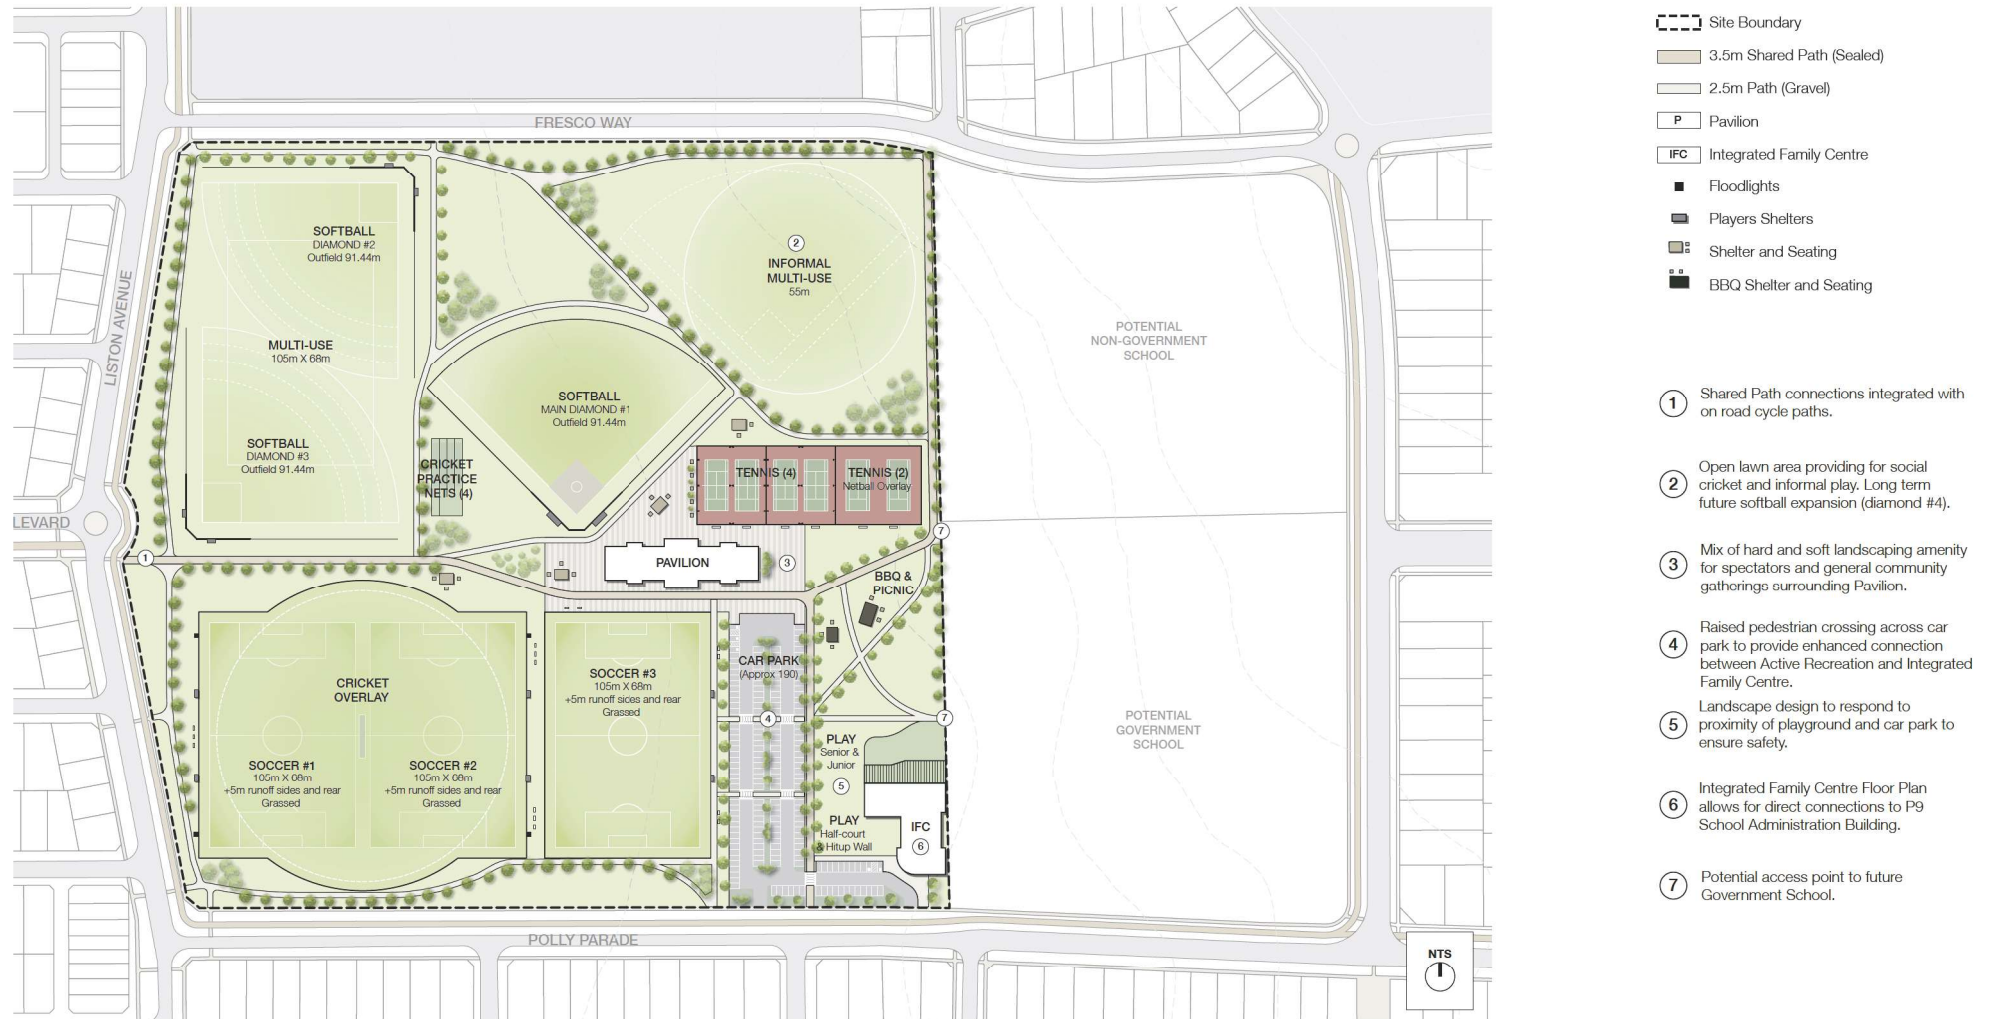 FRESCO WAY
LISTON AVENUE
LEVARD
POLLY PARADE
SOFTBALL
DIAMOND #2
Outfield 91.44m
MULTI-USE
105m X 68m
SOFTBALL
DIAMOND #3
Outfield 91.44m
2
INFORMAL
MULTI-USE
55m
SOFTBALL
MAIN DIAMOND #1
Outfield 91.44m
CRICKET
PRACTICE
NETS (4)
TENNIS (4)
TENNIS (2)
Netball Overlay
1
PAVILION
3
7
BBQ &
PICNIC
CRICKET
OVERLAY
SOCCER #1
105m X 68m
+5m runoff sides and rear
Grassed
SOCCER #2
105m X 68m
+5m runoff sides and rear
Grassed
SOCCER #3
105m X 68m
+5m runoff sides and rear
Grassed
CAR PARK
(Approx 190)
4
7
PLAY
Senior &
Junior
5
PLAY
Half-court
& Hitup Wall
IFC
6
POTENTIAL
NON-GOVERNMENT
SCHOOL
POTENTIAL
GOVERNMENT
SCHOOL
NTS
Site Boundary
3.5m Shared Path (Sealed)
2.5m Path (Gravel)
P Pavilion
IFC Integrated Family Centre
Floodlights
Players Shelters
Shelter and Seating
BBQ Shelter and Seating
1 Shared Path connections integrated with
on road cycle paths.
2 Open lawn area providing for social
cricket and informal play. Long term
future softball expansion (diamond #4).
3 Mix of hard and soft landscaping amenity
for spectators and general community
gatherings surrounding Pavilion.
4 Raised pedestrian crossing across car
park to provide enhanced connection
between Active Recreation and Integrated
Family Centre.
5 Landscape design to respond to
proximity of playground and car park to
ensure safety.
6 Integrated Family Centre Floor Plan
allows for direct connections to P9
School Administration Building.
7 Potential access point to future
Government School.